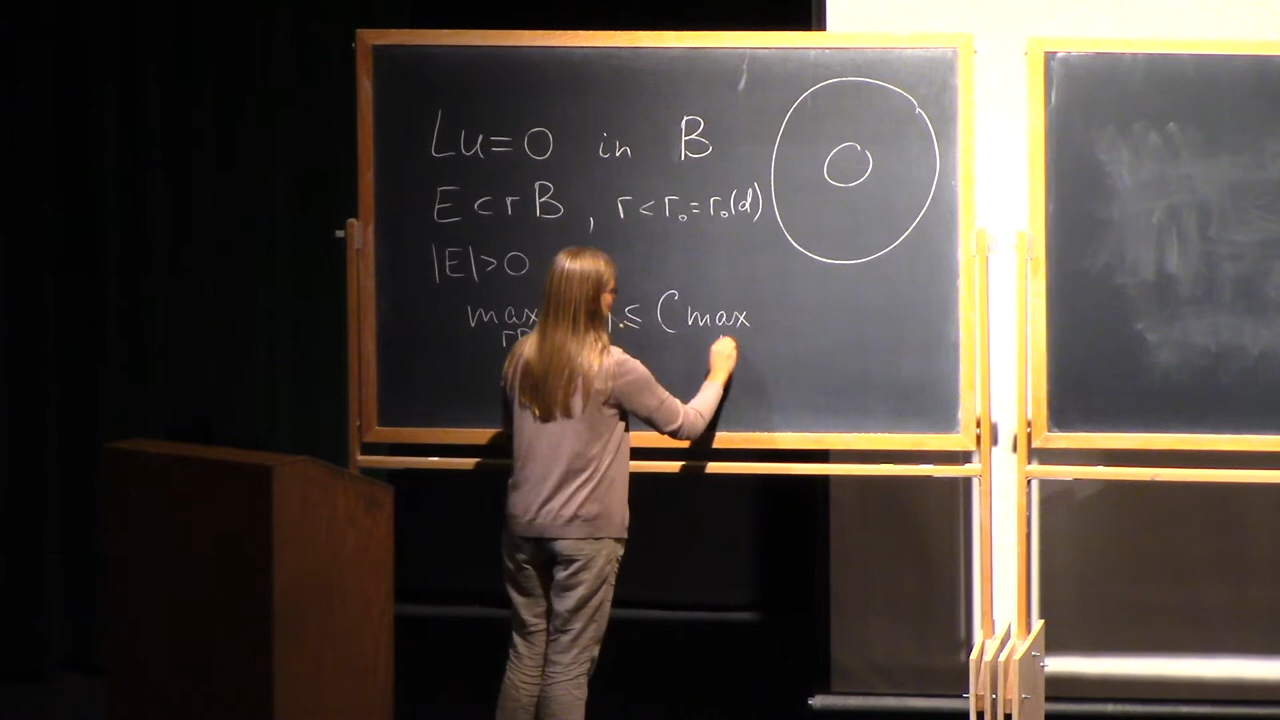 Lu=0 in B
E⊂rB, r<r₀=r₀(d)
|E|>0
max ≤ C max